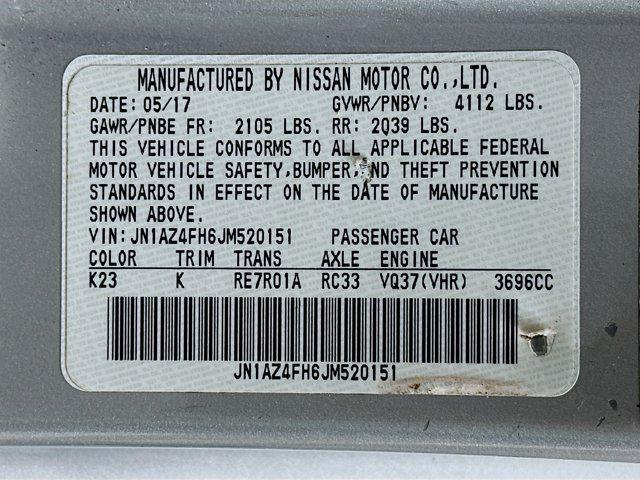 MANUFACTURED BY NISSAN MOTOR CO.,LTD.
DATE: 05/17 GVWR/PNBV: 4112 LBS.
GAWR/PNBE FR: 2105 LBS. RR: 2039 LBS.
THIS VEHICLE CONFORMS TO ALL APPLICABLE FEDERAL
MOTOR VEHICLE SAFETY,BUMPER,AND THEFT PREVENTION
STANDARDS IN EFFECT ON THE DATE OF MANUFACTURE
SHOWN ABOVE.
VIN:JN1AZ4FH6JM520151 PASSENGER CAR
COLOR TRIM TRANS AXLE ENGINE
K23 K RE7R01A RC33 VQ37(VHR) 3696CC
JN1AZ4FH6JM520151